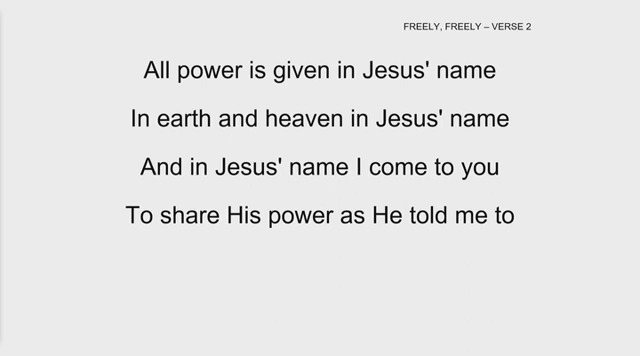 FREELY, FREELY – VERSE 2
All power is given in Jesus' name
In earth and heaven in Jesus' name
And in Jesus' name I come to you
To share His power as He told me to